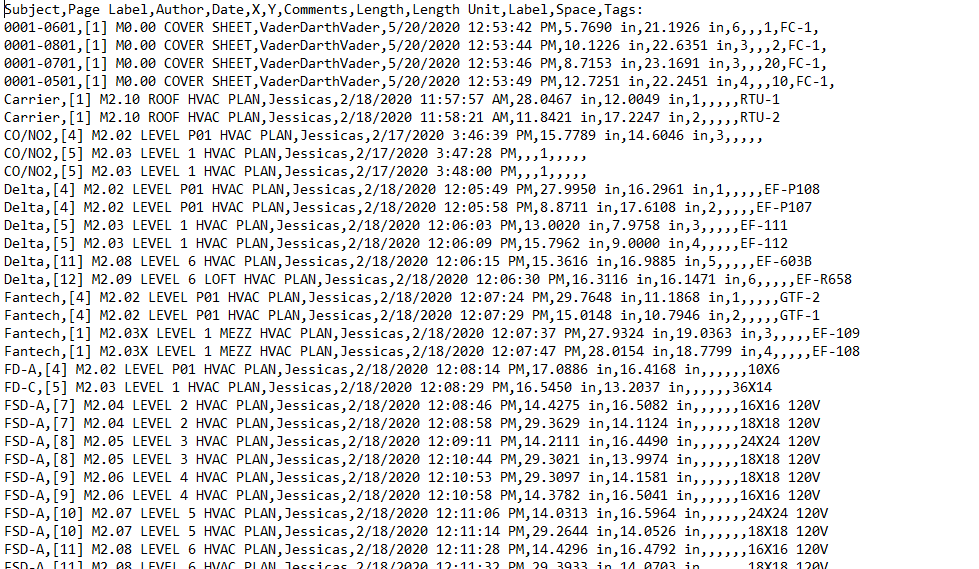 Subject,Page Label,Author,Date,X,Y,Comments,Length,Length Unit,Label,Space,Tags:
0001-0601,[1] M0.00 COVER SHEET,VaderDarthVader,5/20/2020 12:53:42 PM,5.7690 in,21.1926 in,6,,,1,FC-1,
0001-0801,[1] M0.00 COVER SHEET,VaderDarthVader,5/20/2020 12:53:44 PM,10.1226 in,22.6351 in,3,,,2,FC-1,
0001-0701,[1] M0.00 COVER SHEET,VaderDarthVader,5/20/2020 12:53:46 PM,8.7153 in,23.1691 in,3,,,20,FC-1,
0001-0501,[1] M0.00 COVER SHEET,VaderDarthVader,5/20/2020 12:53:49 PM,12.7251 in,22.2451 in,4,,,10,FC-1,
Carrier,[1] M2.10 ROOF HVAC PLAN,Jessicas,2/18/2020 11:57:57 AM,28.0467 in,12.0049 in,1,,,,,RTU-1
Carrier,[1] M2.10 ROOF HVAC PLAN,Jessicas,2/18/2020 11:58:21 AM,11.8421 in,17.2247 in,2,,,,,RTU-2
CO/NO2,[4] M2.02 LEVEL P01 HVAC PLAN,Jessicas,2/17/2020 3:46:39 PM,15.7789 in,14.6046 in,3,,,,,
CO/NO2,[5] M2.03 LEVEL 1 HVAC PLAN,Jessicas,2/17/2020 3:47:28 PM,,,1,,,,,
CO/NO2,[5] M2.03 LEVEL 1 HVAC PLAN,Jessicas,2/17/2020 3:48:00 PM,,,1,,,,,
Delta,[4] M2.02 LEVEL P01 HVAC PLAN,Jessicas,2/18/2020 12:05:49 PM,27.9950 in,16.2961 in,1,,,,,EF-P108
Delta,[4] M2.02 LEVEL P01 HVAC PLAN,Jessicas,2/18/2020 12:05:58 PM,8.8711 in,17.6108 in,2,,,,,EF-P107
Delta,[5] M2.03 LEVEL 1 HVAC PLAN,Jessicas,2/18/2020 12:06:03 PM,13.0020 in,7.9758 in,3,,,,,EF-111
Delta,[5] M2.03 LEVEL 1 HVAC PLAN,Jessicas,2/18/2020 12:06:09 PM,15.7962 in,9.0000 in,4,,,,,EF-112
Delta,[11] M2.08 LEVEL 6 HVAC PLAN,Jessicas,2/18/2020 12:06:15 PM,15.3616 in,16.9885 in,5,,,,,EF-603B
Delta,[12] M2.09 LEVEL 6 LOFT HVAC PLAN,Jessicas,2/18/2020 12:06:30 PM,16.3116 in,16.1471 in,6,,,,,EF-R658
Fantech,[4] M2.02 LEVEL P01 HVAC PLAN,Jessicas,2/18/2020 12:07:24 PM,29.7648 in,11.1868 in,1,,,,,GTF-2
Fantech,[4] M2.02 LEVEL P01 HVAC PLAN,Jessicas,2/18/2020 12:07:29 PM,15.0148 in,10.7946 in,2,,,,,GTF-1
Fantech,[1] M2.03X LEVEL 1 MEZZ HVAC PLAN,Jessicas,2/18/2020 12:07:37 PM,27.9324 in,19.0363 in,3,,,,,EF-109
Fantech,[1] M2.03X LEVEL 1 MEZZ HVAC PLAN,Jessicas,2/18/2020 12:07:47 PM,28.0154 in,18.7799 in,4,,,,,EF-108
FD-A,[4] M2.02 LEVEL P01 HVAC PLAN,Jessicas,2/18/2020 12:08:14 PM,17.0886 in,16.4168 in,,,,,,10X6
FD-C,[5] M2.03 LEVEL 1 HVAC PLAN,Jessicas,2/18/2020 12:08:29 PM,16.5450 in,13.2037 in,,,,,,36X14
FSD-A,[7] M2.04 LEVEL 2 HVAC PLAN,Jessicas,2/18/2020 12:08:46 PM,14.4275 in,16.5082 in,,,,,,16X16 120V
FSD-A,[7] M2.04 LEVEL 2 HVAC PLAN,Jessicas,2/18/2020 12:08:58 PM,29.3629 in,14.1124 in,,,,,,18X18 120V
FSD-A,[8] M2.05 LEVEL 3 HVAC PLAN,Jessicas,2/18/2020 12:09:11 PM,14.2111 in,16.4490 in,,,,,,24X24 120V
FSD-A,[8] M2.05 LEVEL 3 HVAC PLAN,Jessicas,2/18/2020 12:10:44 PM,29.3021 in,13.9974 in,,,,,,18X18 120V
FSD-A,[9] M2.06 LEVEL 4 HVAC PLAN,Jessicas,2/18/2020 12:10:53 PM,29.3097 in,14.1581 in,,,,,,18X18 120V
FSD-A,[9] M2.06 LEVEL 4 HVAC PLAN,Jessicas,2/18/2020 12:10:58 PM,14.3782 in,16.5041 in,,,,,,16X16 120V
FSD-A,[10] M2.07 LEVEL 5 HVAC PLAN,Jessicas,2/18/2020 12:11:06 PM,14.0313 in,16.5964 in,,,,,,24X24 120V
FSD-A,[10] M2.07 LEVEL 5 HVAC PLAN,Jessicas,2/18/2020 12:11:14 PM,29.2644 in,14.0526 in,,,,,,18X18 120V
FSD-A,[11] M2.08 LEVEL 6 HVAC PLAN,Jessicas,2/18/2020 12:11:28 PM,14.4296 in,16.4792 in,,,,,,16X16 120V
FSD-A,[11] M2.08 LEVEL 6 HVAC PLAN,Jessicas,2/18/2020 12:11:32 PM,29.3933 in,14.0703 in,,,,,,18X18 120V